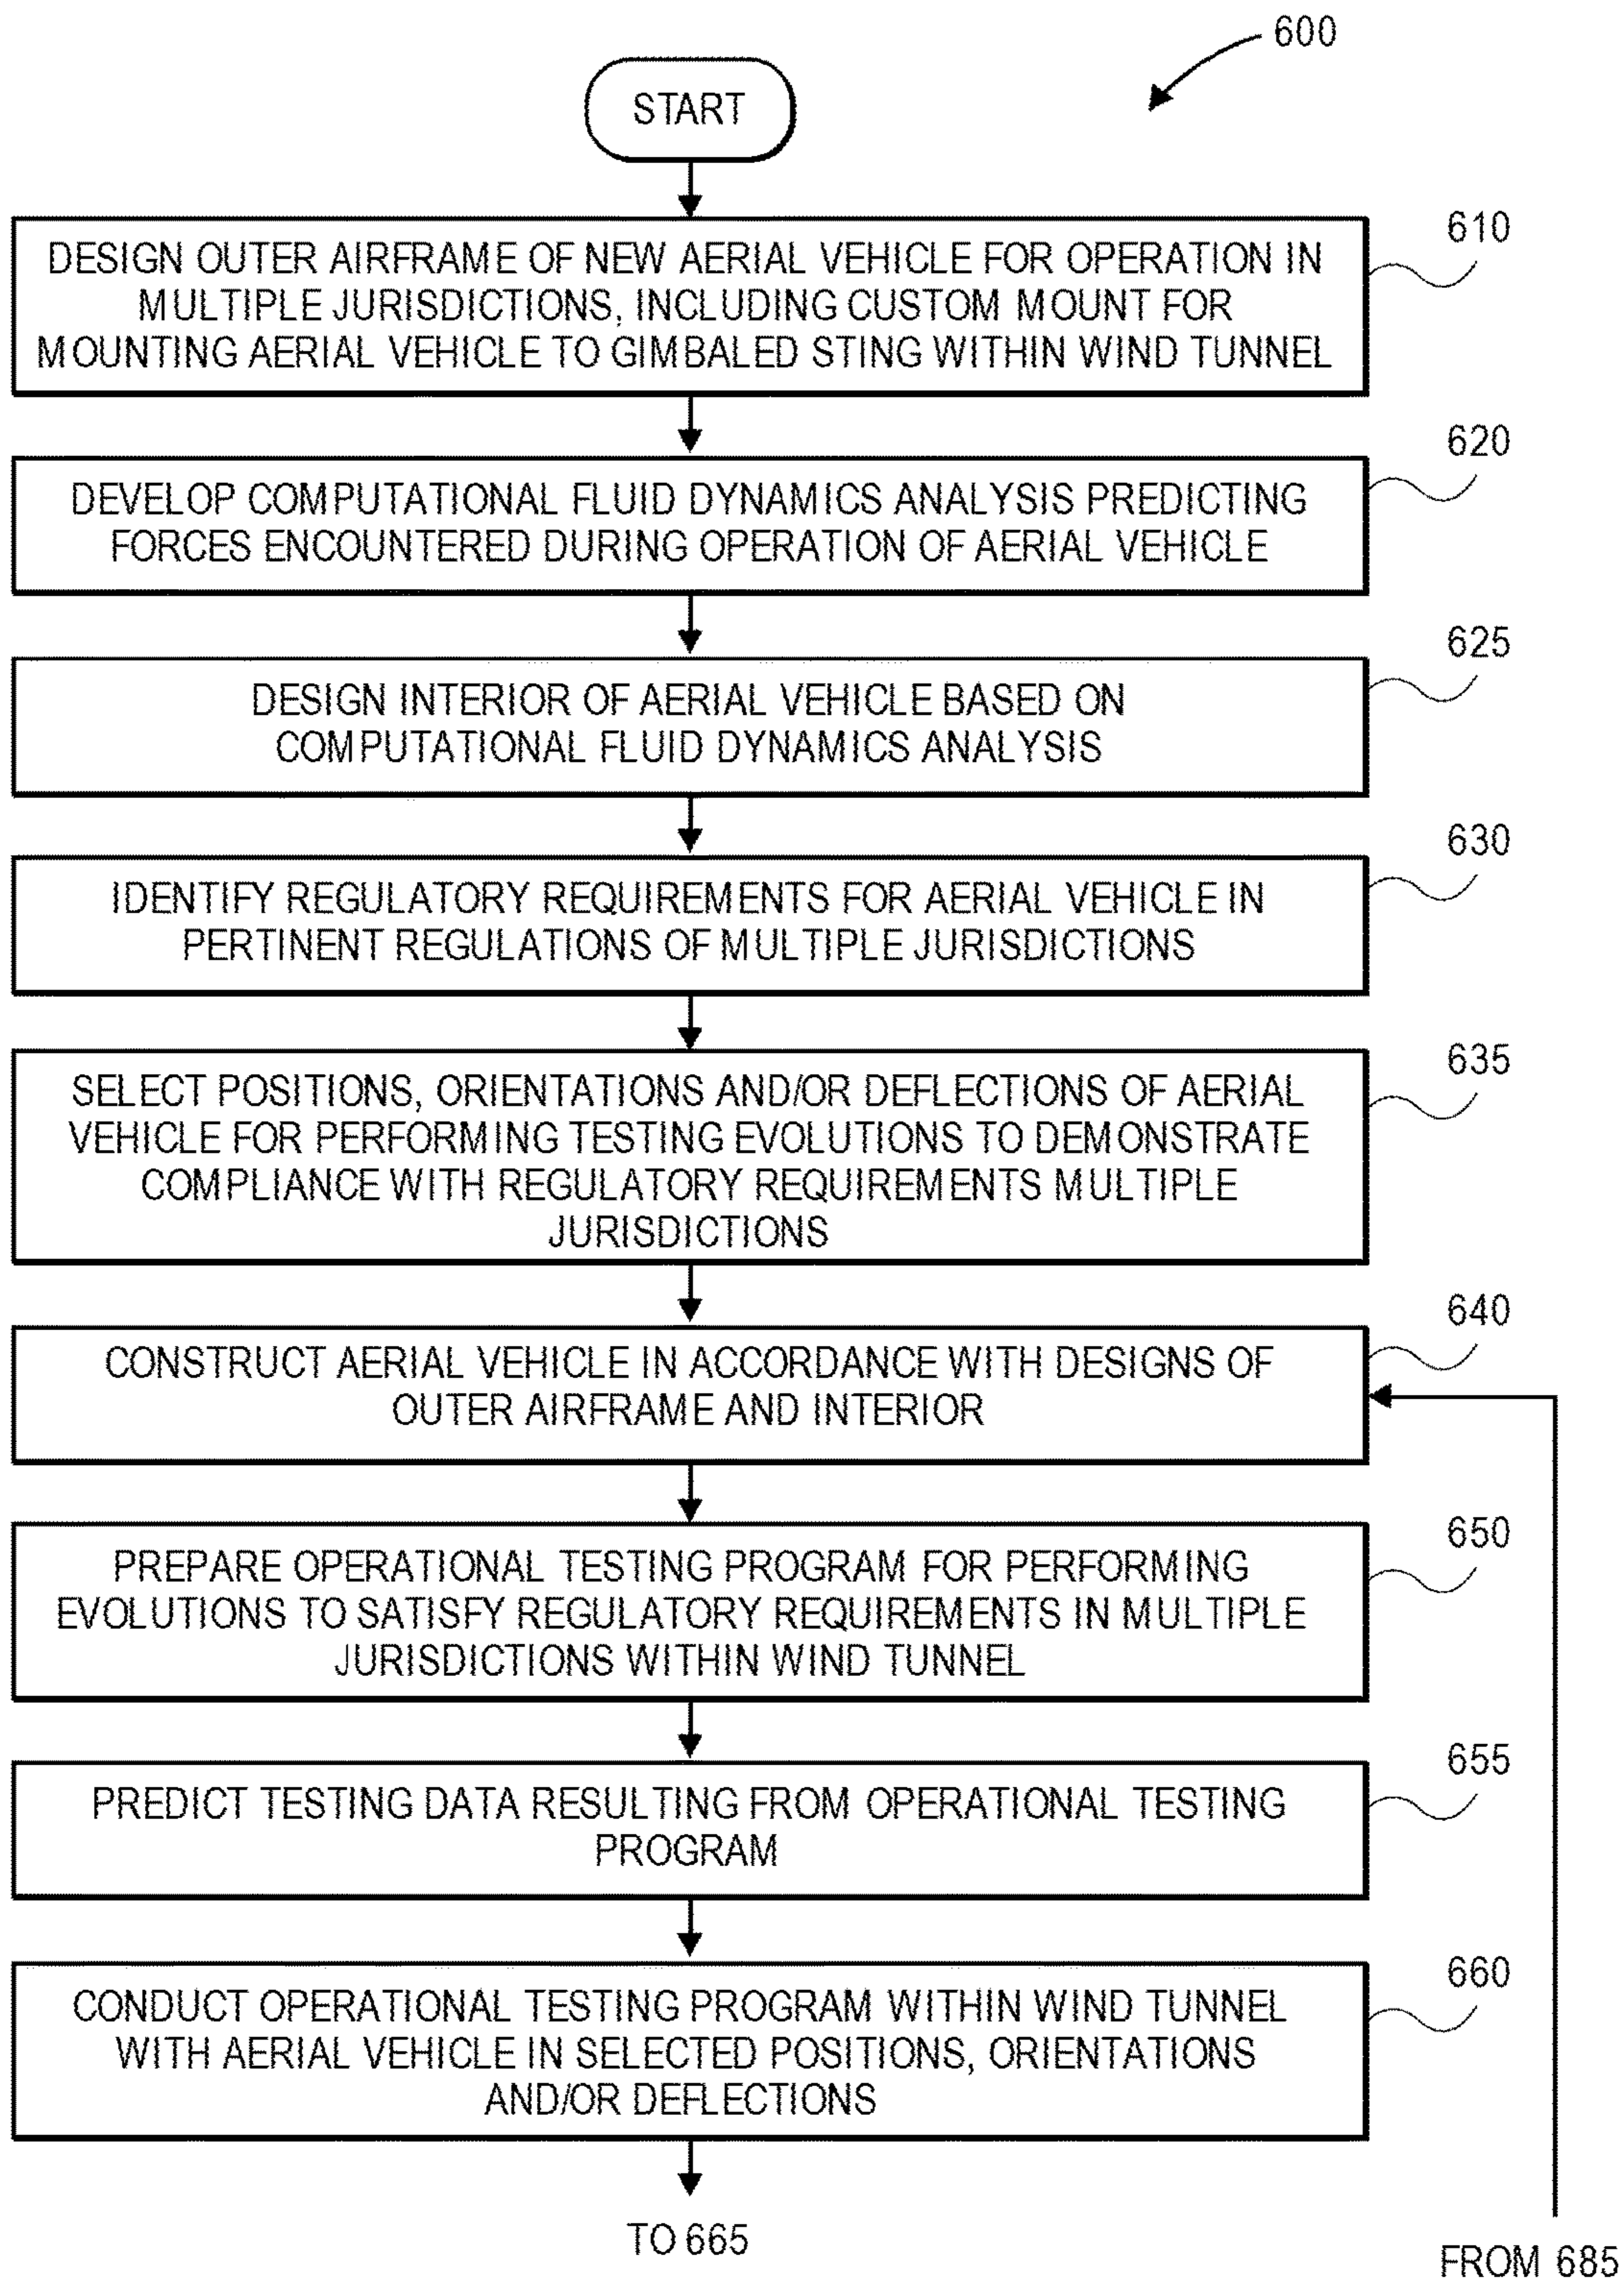 600
START
610
DESIGN OUTER AIRFRAME OF NEW AERIAL VEHICLE FOR OPERATION IN
MULTIPLE JURISDICTIONS, INCLUDING CUSTOM MOUNT FOR
MOUNTING AERIAL VEHICLE TO GIMBALED STING WITHIN WIND TUNNEL
620
DEVELOP COMPUTATIONAL FLUID DYNAMICS ANALYSIS PREDICTING
FORCES ENCOUNTERED DURING OPERATION OF AERIAL VEHICLE
625
DESIGN INTERIOR OF AERIAL VEHICLE BASED ON
COMPUTATIONAL FLUID DYNAMICS ANALYSIS
630
IDENTIFY REGULATORY REQUIREMENTS FOR AERIAL VEHICLE IN
PERTINENT REGULATIONS OF MULTIPLE JURISDICTIONS
635
SELECT POSITIONS, ORIENTATIONS AND/OR DEFLECTIONS OF AERIAL
VEHICLE FOR PERFORMING TESTING EVOLUTIONS TO DEMONSTRATE
COMPLIANCE WITH REGULATORY REQUIREMENTS MULTIPLE
JURISDICTIONS
640
CONSTRUCT AERIAL VEHICLE IN ACCORDANCE WITH DESIGNS OF
OUTER AIRFRAME AND INTERIOR
650
PREPARE OPERATIONAL TESTING PROGRAM FOR PERFORMING
EVOLUTIONS TO SATISFY REGULATORY REQUIREMENTS IN MULTIPLE
JURISDICTIONS WITHIN WIND TUNNEL
655
PREDICT TESTING DATA RESULTING FROM OPERATIONAL TESTING
PROGRAM
660
CONDUCT OPERATIONAL TESTING PROGRAM WITHIN WIND TUNNEL
WITH AERIAL VEHICLE IN SELECTED POSITIONS, ORIENTATIONS
AND/OR DEFLECTIONS
TO 665
FROM 685